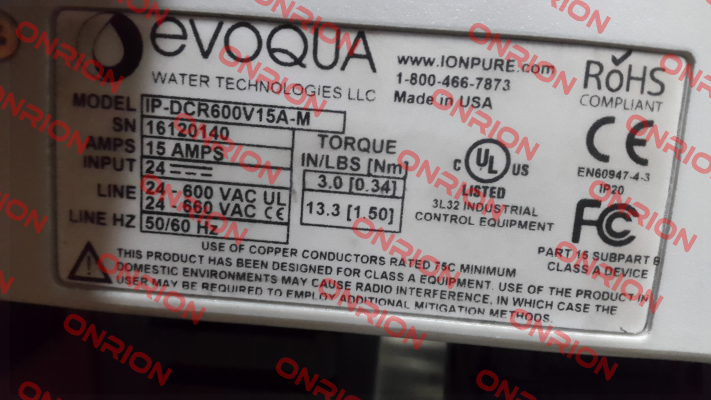 evoQUA
WATER TECHNOLOGIES LLC
www.IONPURE.com
1-800-466-7873
Made in USA
RoHS
COMPLIANT
MODEL IP-DCR600V15A-M
SN 16120140
AMPS 15 AMPS
INPUT 24
LINE 24 - 600 VAC UL
24 - 660 VAC CE
LINE HZ 50/60 Hz
TORQUE
IN/LBS [Nm]
3.0 [0.34]
13.3 [1.50]
C UL US
LISTED
3L32 INDUSTRIAL
CONTROL EQUIPMENT
CE
EN60947-4-3
IP20
FC
PART 15 SUBPART B
CLASS A DEVICE
USE OF COPPER CONDUCTORS RATED 75C MINIMUM
THIS PRODUCT HAS BEEN DESIGNED FOR CLASS A EQUIPMENT. USE OF THE PRODUCT IN
DOMESTIC ENVIRONMENTS MAY CAUSE RADIO INTERFERENCE, IN WHICH CASE THE
USER MAY BE REQUIRED TO EMPLOY ADDITIONAL MITIGATION METHODS.
ONRION